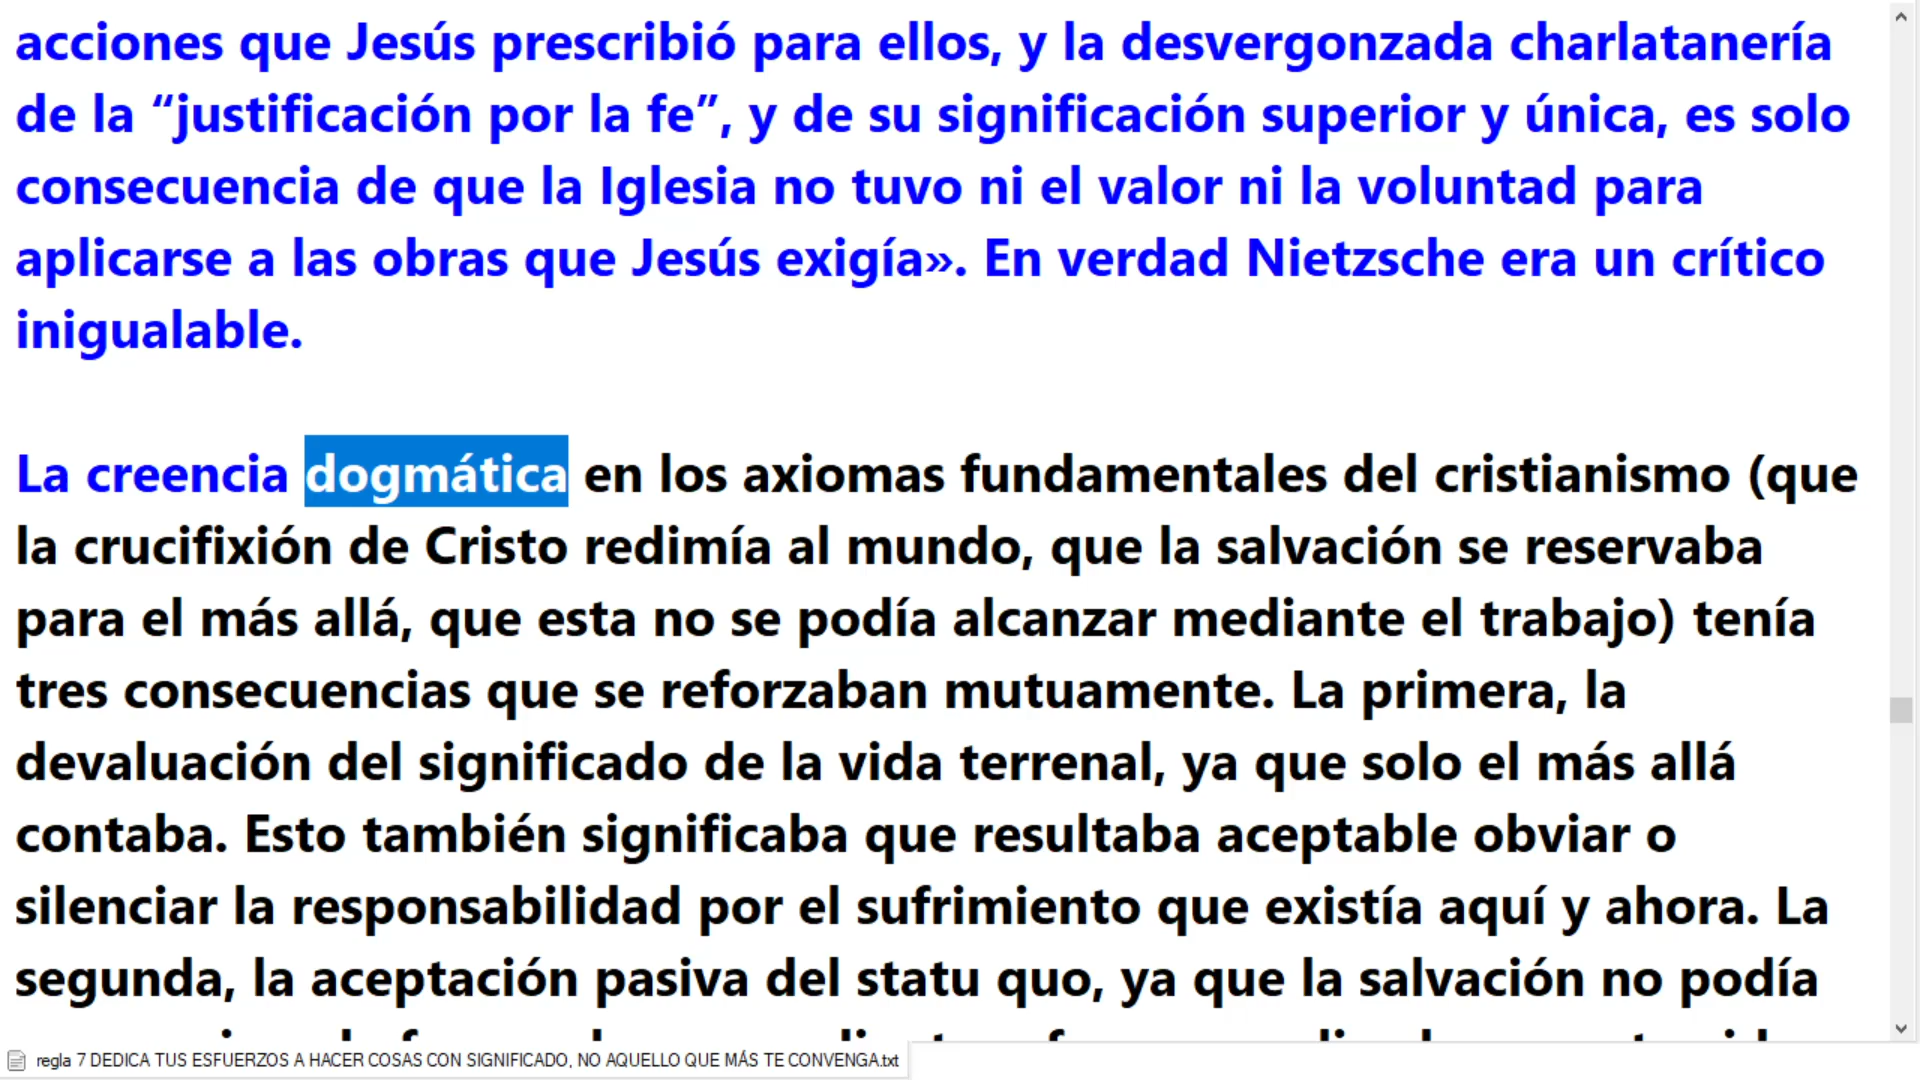 acciones que Jesús prescribió para ellos, y la desvergonzada charlatanería
de la “justificación por la fe”, y de su significación superior y única, es solo
consecuencia de que la Iglesia no tuvo ni el valor ni la voluntad para
aplicarse a las obras que Jesús exigía». En verdad Nietzsche era un crítico
inigualable.
La creencia dogmática en los axiomas fundamentales del cristianismo (que
la crucifixión de Cristo redimía al mundo, que la salvación se reservaba
para el más allá, que esta no se podía alcanzar mediante el trabajo) tenía
tres consecuencias que se reforzaban mutuamente. La primera, la
devaluación del significado de la vida terrenal, ya que solo el más allá
contaba. Esto también significaba que resultaba aceptable obviar o
silenciar la responsabilidad por el sufrimiento que existía aquí y ahora. La
segunda, la aceptación pasiva del statu quo, ya que la salvación no podía
regla 7 DEDICA TUS ESFUERZOS A HACER COSAS CON SIGNIFICADO, NO AQUELLO QUE MÁS TE CONVENGA.txt